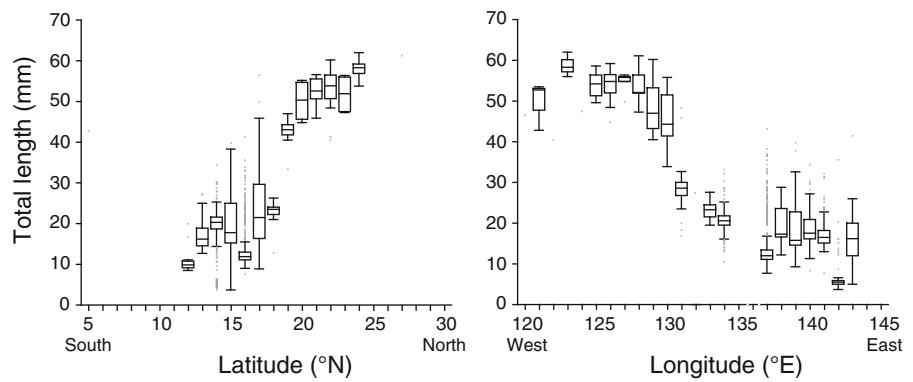 Total length (mm)
70
60
50
40
30
20
10
0
5 10 15 20 25 30
South North
Latitude (°N)
70
60
50
40
30
20
10
0
120 125 130 135 140 145
West East
Longitude (°E)